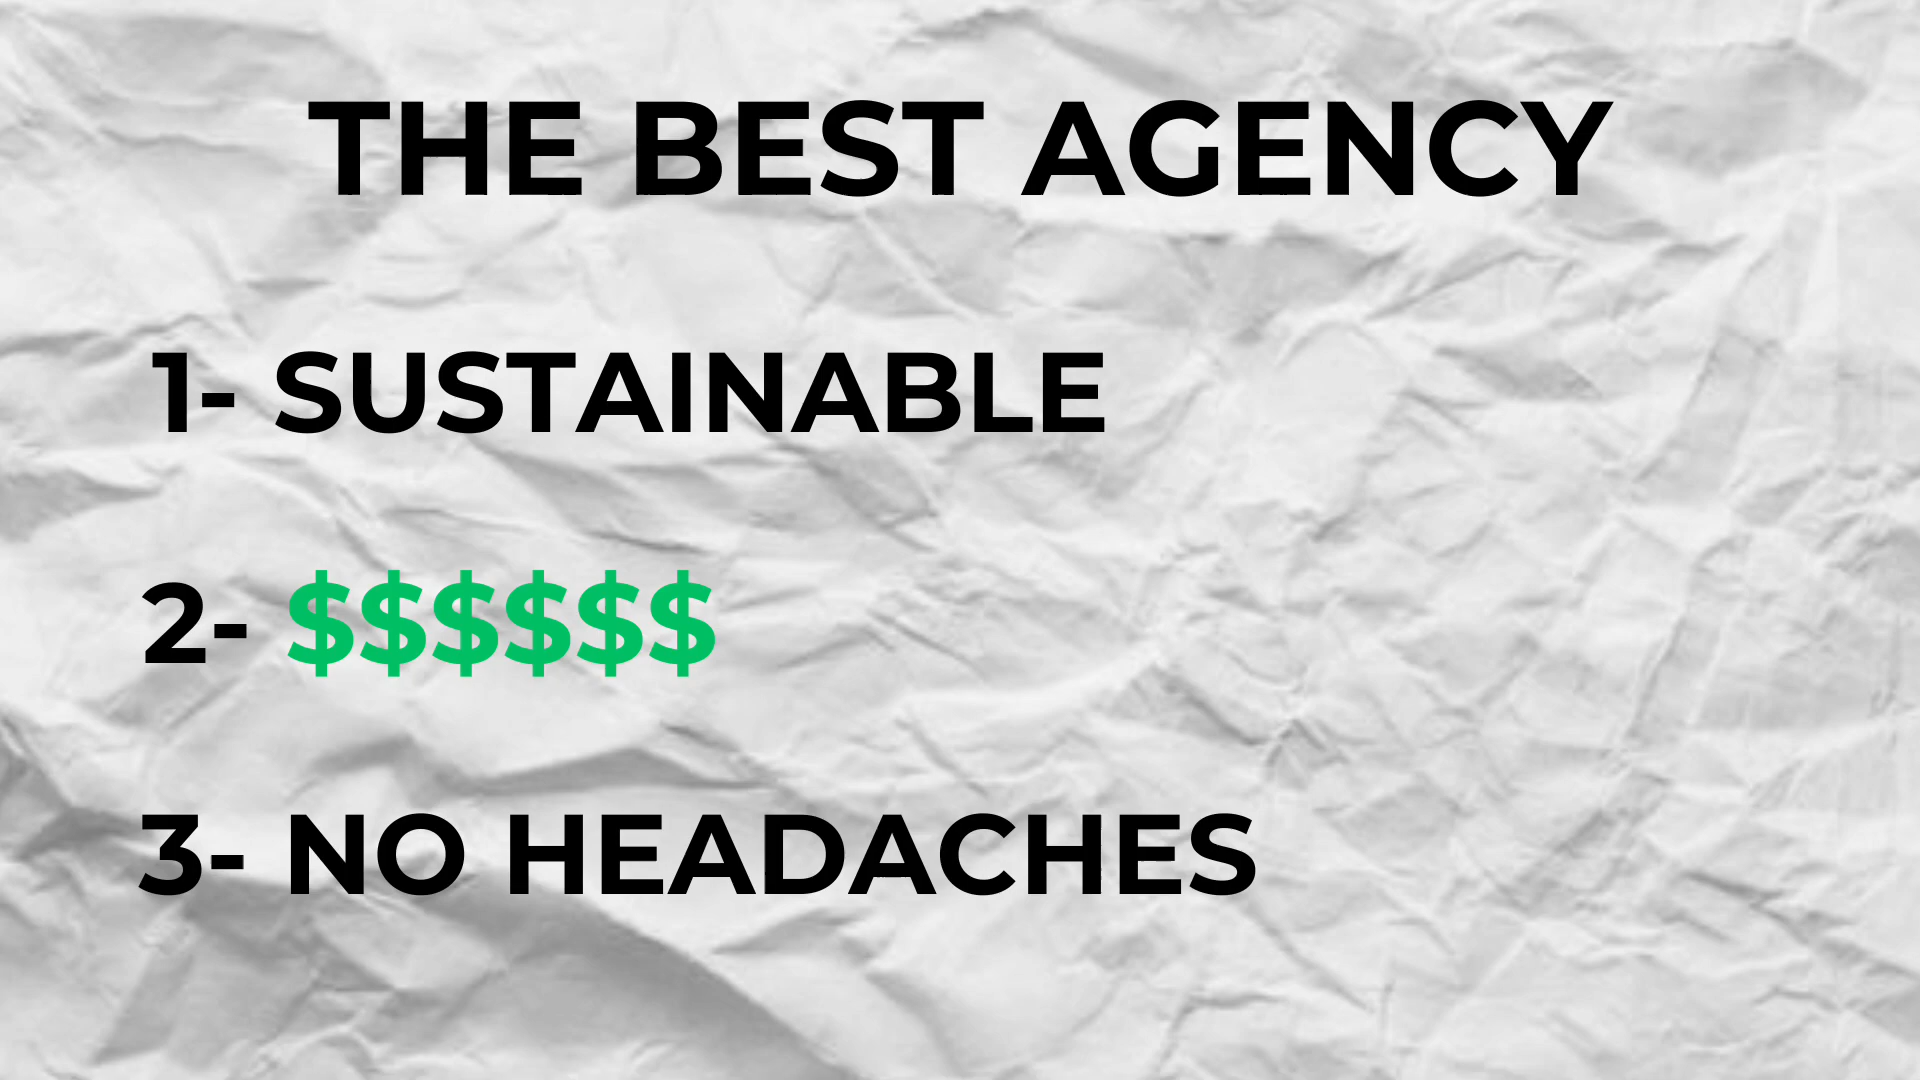 THE BEST AGENCY
1- SUSTAINABLE
2- $$$$$$
3- NO HEADACHES